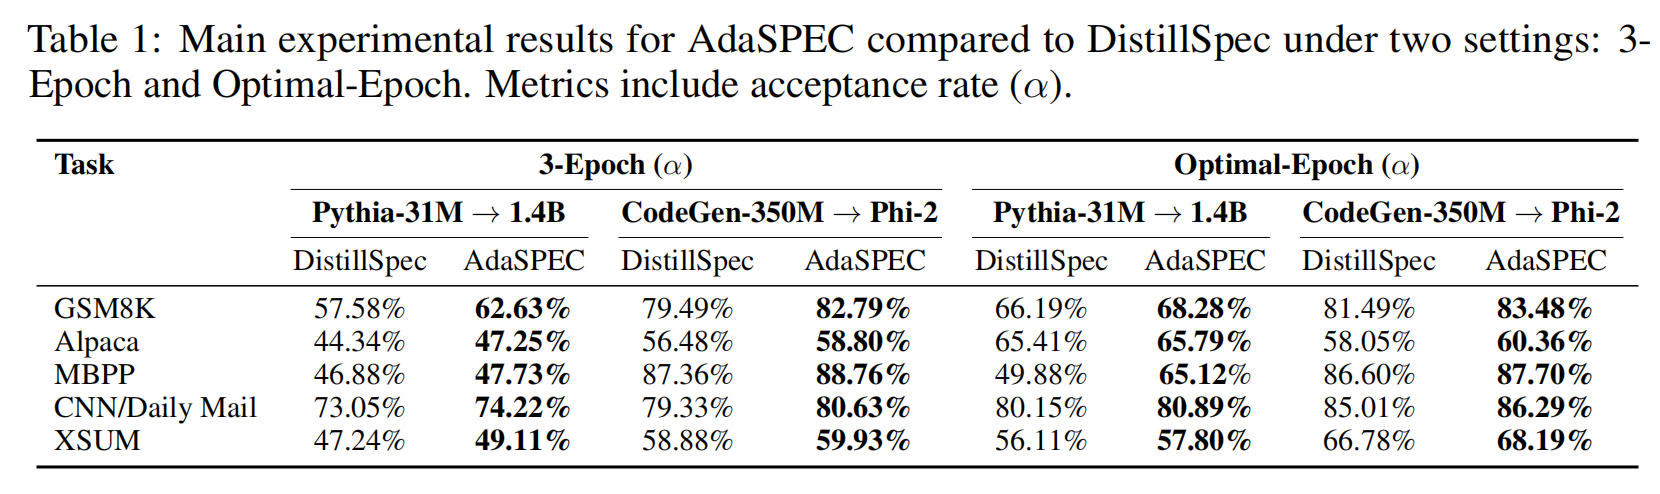 Table 1: Main experimental results for AdaSPEC compared to DistillSpec under two settings: 3-
Epoch and Optimal-Epoch. Metrics include acceptance rate (α).
Task 3-Epoch (α) Optimal-Epoch (α)
Pythia-31M → 1.4B CodeGen-350M → Phi-2 Pythia-31M → 1.4B CodeGen-350M → Phi-2
DistillSpec AdaSPEC DistillSpec AdaSPEC DistillSpec AdaSPEC DistillSpec AdaSPEC
GSM8K 57.58% 62.63% 79.49% 82.79% 66.19% 68.28% 81.49% 83.48%
Alpaca 44.34% 47.25% 56.48% 58.80% 65.41% 65.79% 58.05% 60.36%
MBPP 46.88% 47.73% 87.36% 88.76% 49.88% 65.12% 86.60% 87.70%
CNN/Daily Mail 73.05% 74.22% 79.33% 80.63% 80.15% 80.89% 85.01% 86.29%
XSUM 47.24% 49.11% 58.88% 59.93% 56.11% 57.80% 66.78% 68.19%